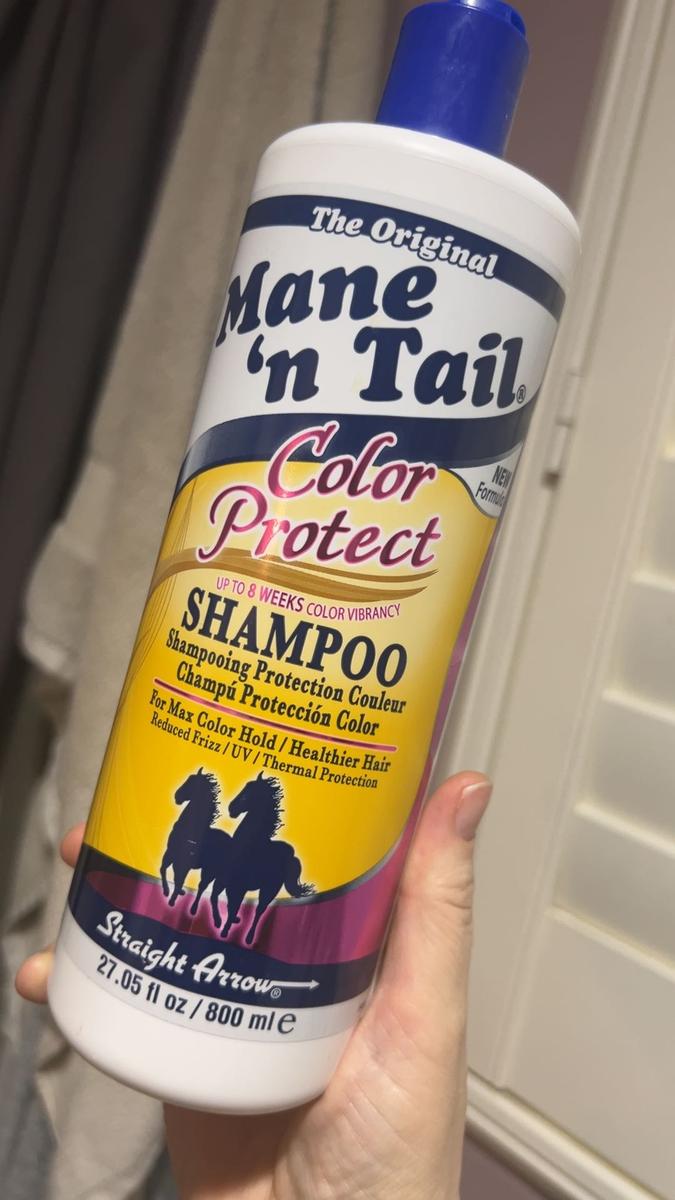 The Original
Mane
'n Tail®
Color
Protect
NEW
Formula
UP TO 8 WEEKS COLOR VIBRANCY
SHAMPOO
Shampooing Protection Couleur
Champú Protección Color
For Max Color Hold / Healthier Hair
Reduced Frizz / UV / Thermal Protection
Straight Arrow®
27.05 fl oz / 800 ml ℮